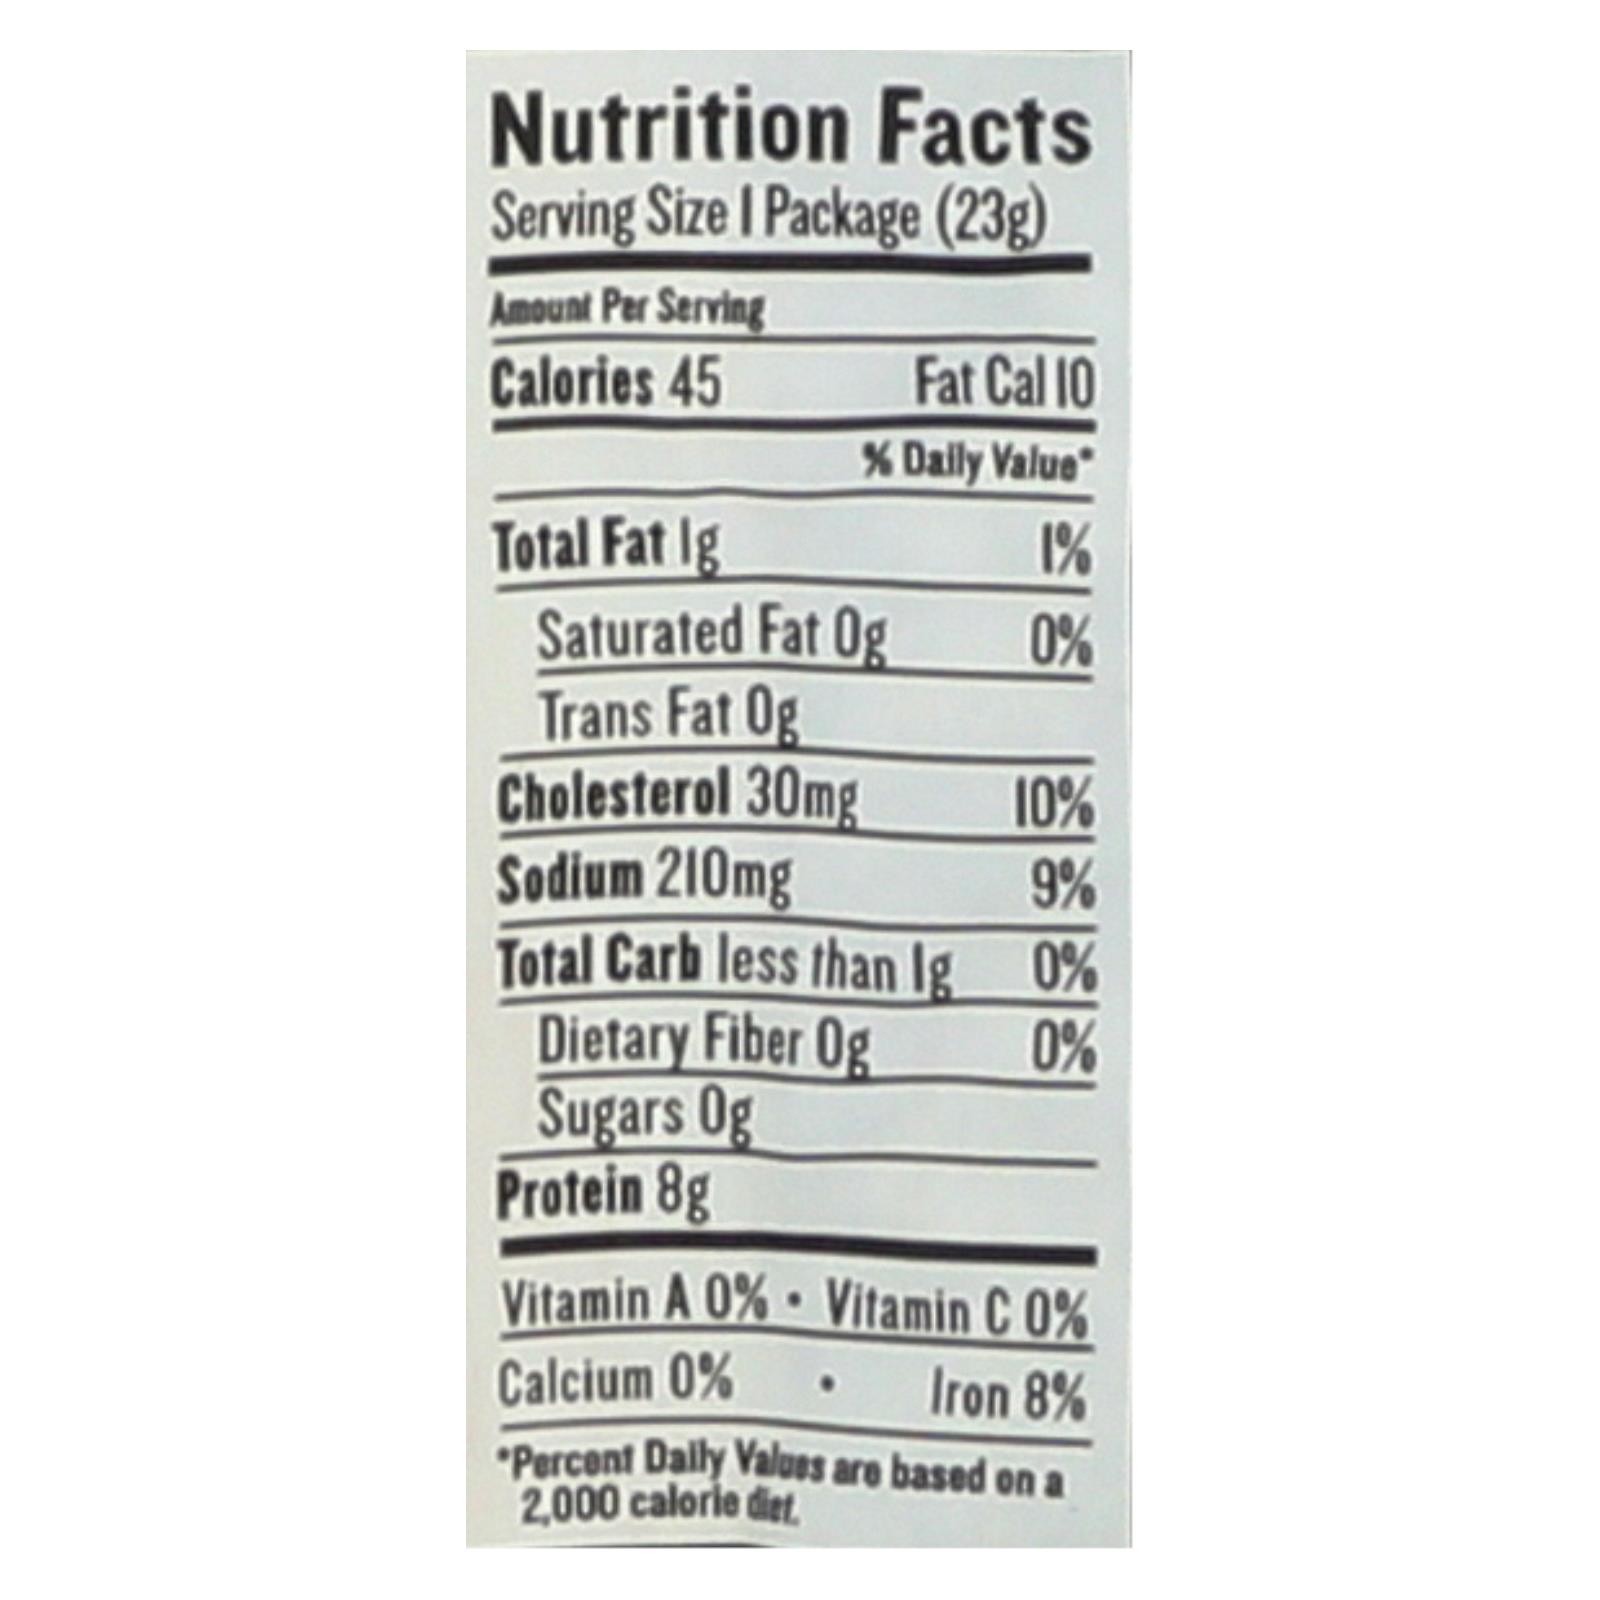 Nutrition Facts
Serving Size 1 Package (23g)
Amount Per Serving
Calories 45 Fat Cal 10
% Daily Value*
Total Fat 1g 1%
Saturated Fat 0g 0%
Trans Fat 0g
Cholesterol 30mg 10%
Sodium 210mg 9%
Total Carb less than 1g 0%
Dietary Fiber 0g 0%
Sugars 0g
Protein 8g
Vitamin A 0% • Vitamin C 0%
Calcium 0% • Iron 8%
*Percent Daily Values are based on a
2,000 calorie diet.